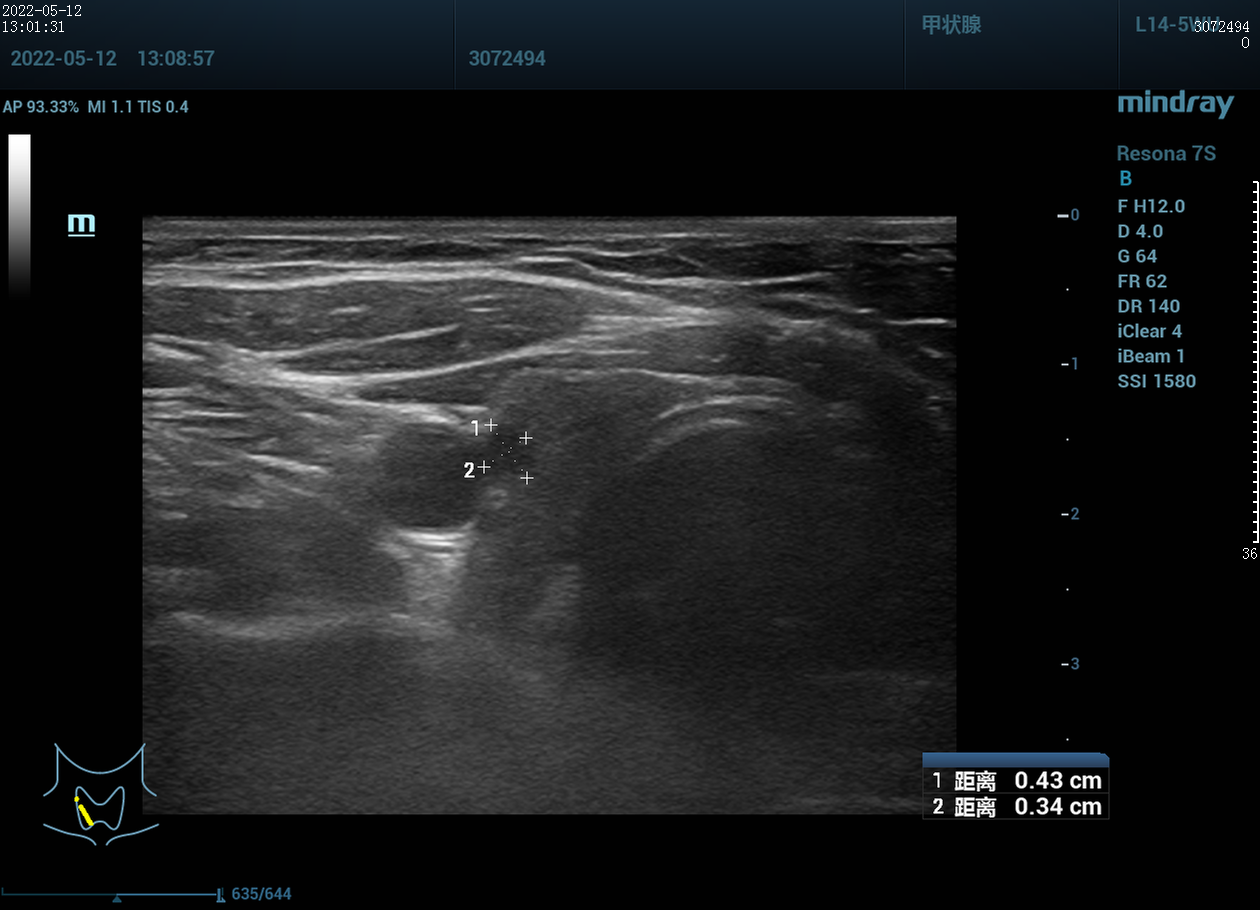 2022-05-12
13:01:31
甲状腺
L14-5WU
3072494
0
2022-05-12 13:08:57
3072494
AP 93.33% MI 1.1 TIS 0.4
mindray
Resona 7S
B
F H12.0
D 4.0
G 64
FR 62
DR 140
iClear 4
iBeam 1
SSI 1580
m
0
1
2
3
1
2
36
1 距离 0.43 cm
2 距离 0.34 cm
635/644